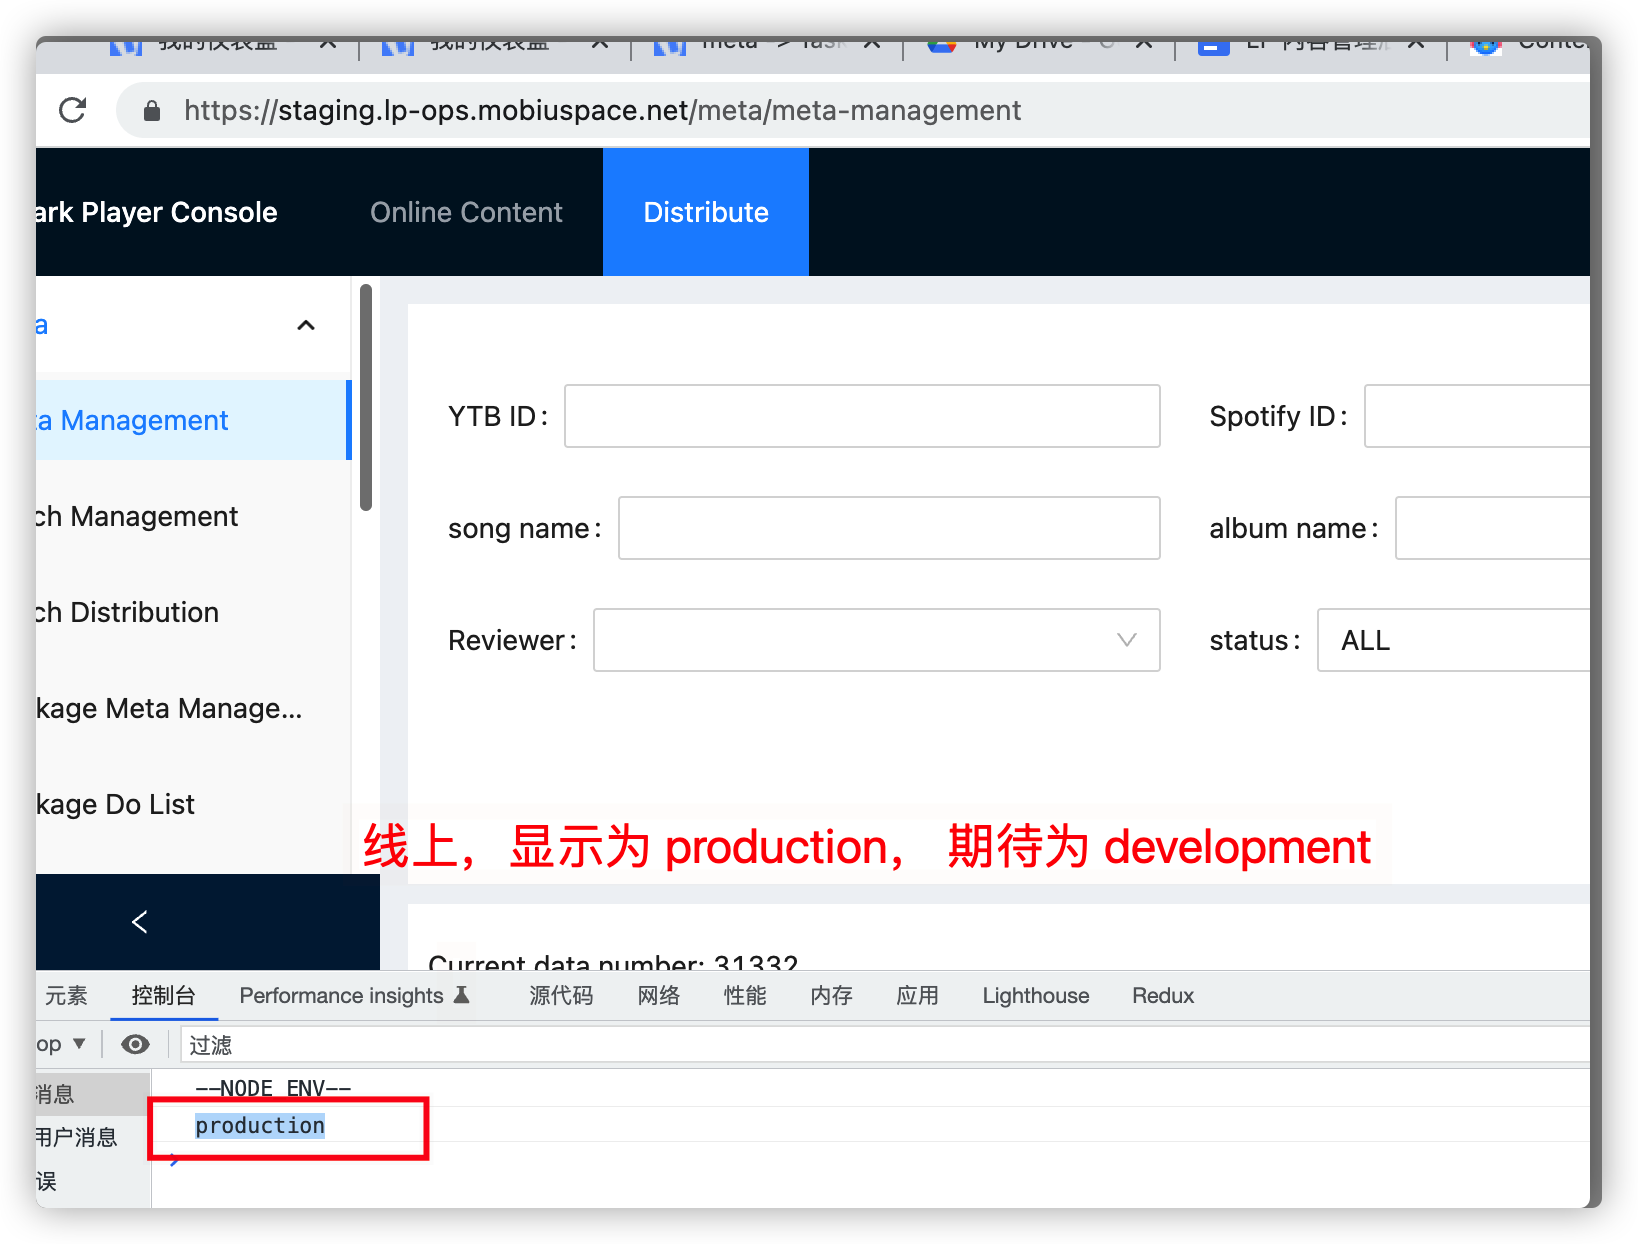 我的仪表盘
我的仪表盘
meta -> Task
My Drive - G
LP 内容管理后
Conte
https://staging.lp-ops.mobiuspace.net/meta/meta-management
ark Player Console
Online Content
Distribute
a
ta Management
ch Management
ch Distribution
kage Meta Manage...
kage Do List
YTB ID:
Spotify ID:
song name:
album name:
Reviewer:
status:
ALL
线上，显示为 production， 期待为 development
Current data number: 31332
元素
控制台
Performance insights
源代码
网络
性能
内存
应用
Lighthouse
Redux
op
过滤
消息
用户消息
误
--NODE_ENV--
production